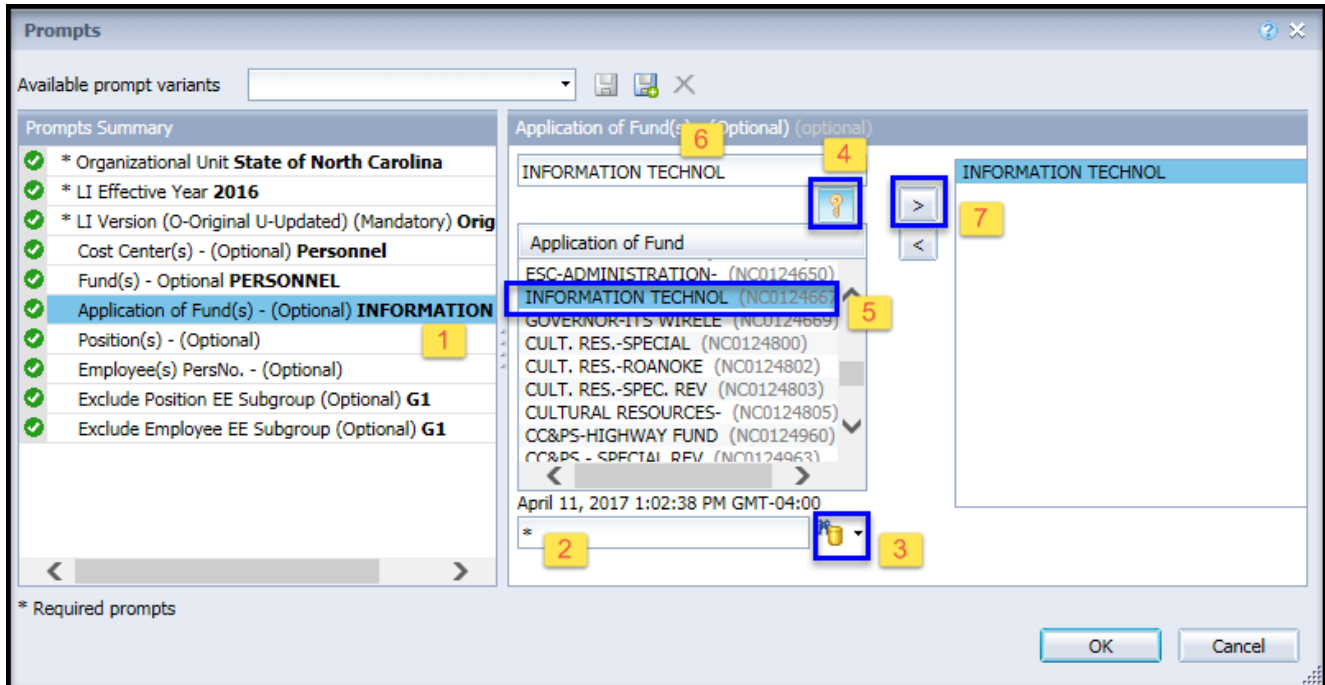 Prompts
Available prompt variants
Prompts Summary
* Organizational Unit State of North Carolina
* LI Effective Year 2016
* LI Version (O-Original U-Updated) (Mandatory) Orig
Cost Center(s) - (Optional) Personnel
Fund(s) - Optional PERSONNEL
Application of Fund(s) - (Optional) INFORMATION
1
Position(s) - (Optional)
Employee(s) PersNo. - (Optional)
Exclude Position EE Subgroup (Optional) G1
Exclude Employee EE Subgroup (Optional) G1
Application of Fund(s) - (Optional) (optional)
6
4
INFORMATION TECHNOL
INFORMATION TECHNOL
>
7
<
Application of Fund
ESC-ADMINISTRATION- (NC0124650)
INFORMATION TECHNOL (NC0124667
5
GOVERNOR-ITS WIRELE (NC0124669)
CULT. RES.-SPECIAL (NC0124800)
CULT. RES.-ROANOKE (NC0124802)
CULT. RES.-SPEC. REV (NC0124803)
CULTURAL RESOURCES- (NC0124805)
CC&PS-HIGHWAY FUND (NC0124960)
CC&PS - SPECIAL REV (NC0124963)
April 11, 2017 1:02:38 PM GMT-04:00
*
2
3
* Required prompts
OK
Cancel